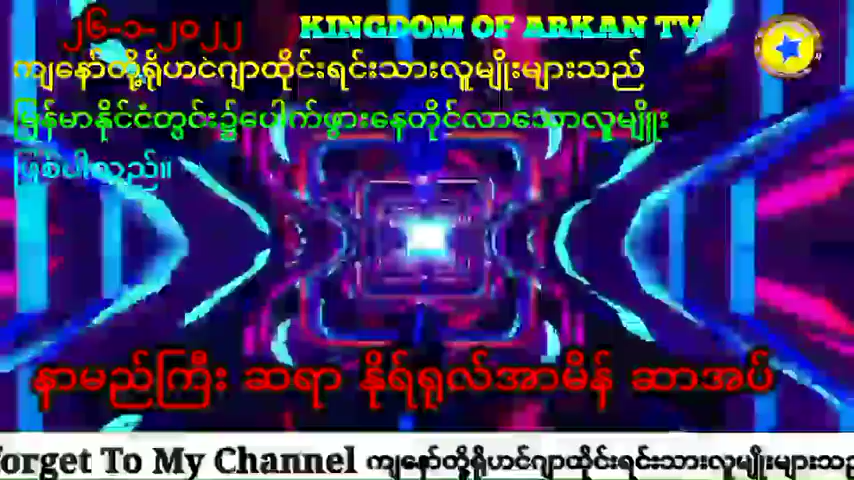 ၂၆-၁-၂၀၂၂
KINGDOM OF ARKAN TV
ကျနော်တို့ရိုဟင်ဂျာထိုင်းရင်းသားလူမျိုးများသည်
မြန်မာနိုင်ငံတွင်း၌ပေါက်ဖွားနေတိုင်လာသောလူမျိုး
ဖြစ်ပါသည်။
နာမည်ကြီး ဆရာ နိုရ်ရုလ်အာမိန် ဆာအပ်
forget To My Channel ကျနော်တို့ရိုဟင်ဂျာထိုင်းရင်းသားလူမျိုးများသည်